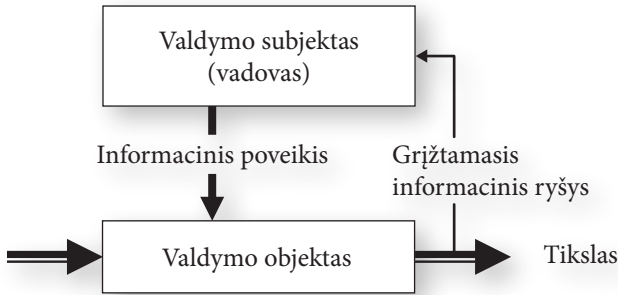 Valdymo subjektas
(vadovas)
Informacinis poveikis
Grįžtamasis
informacinis ryšys
Valdymo objektas
Tikslas